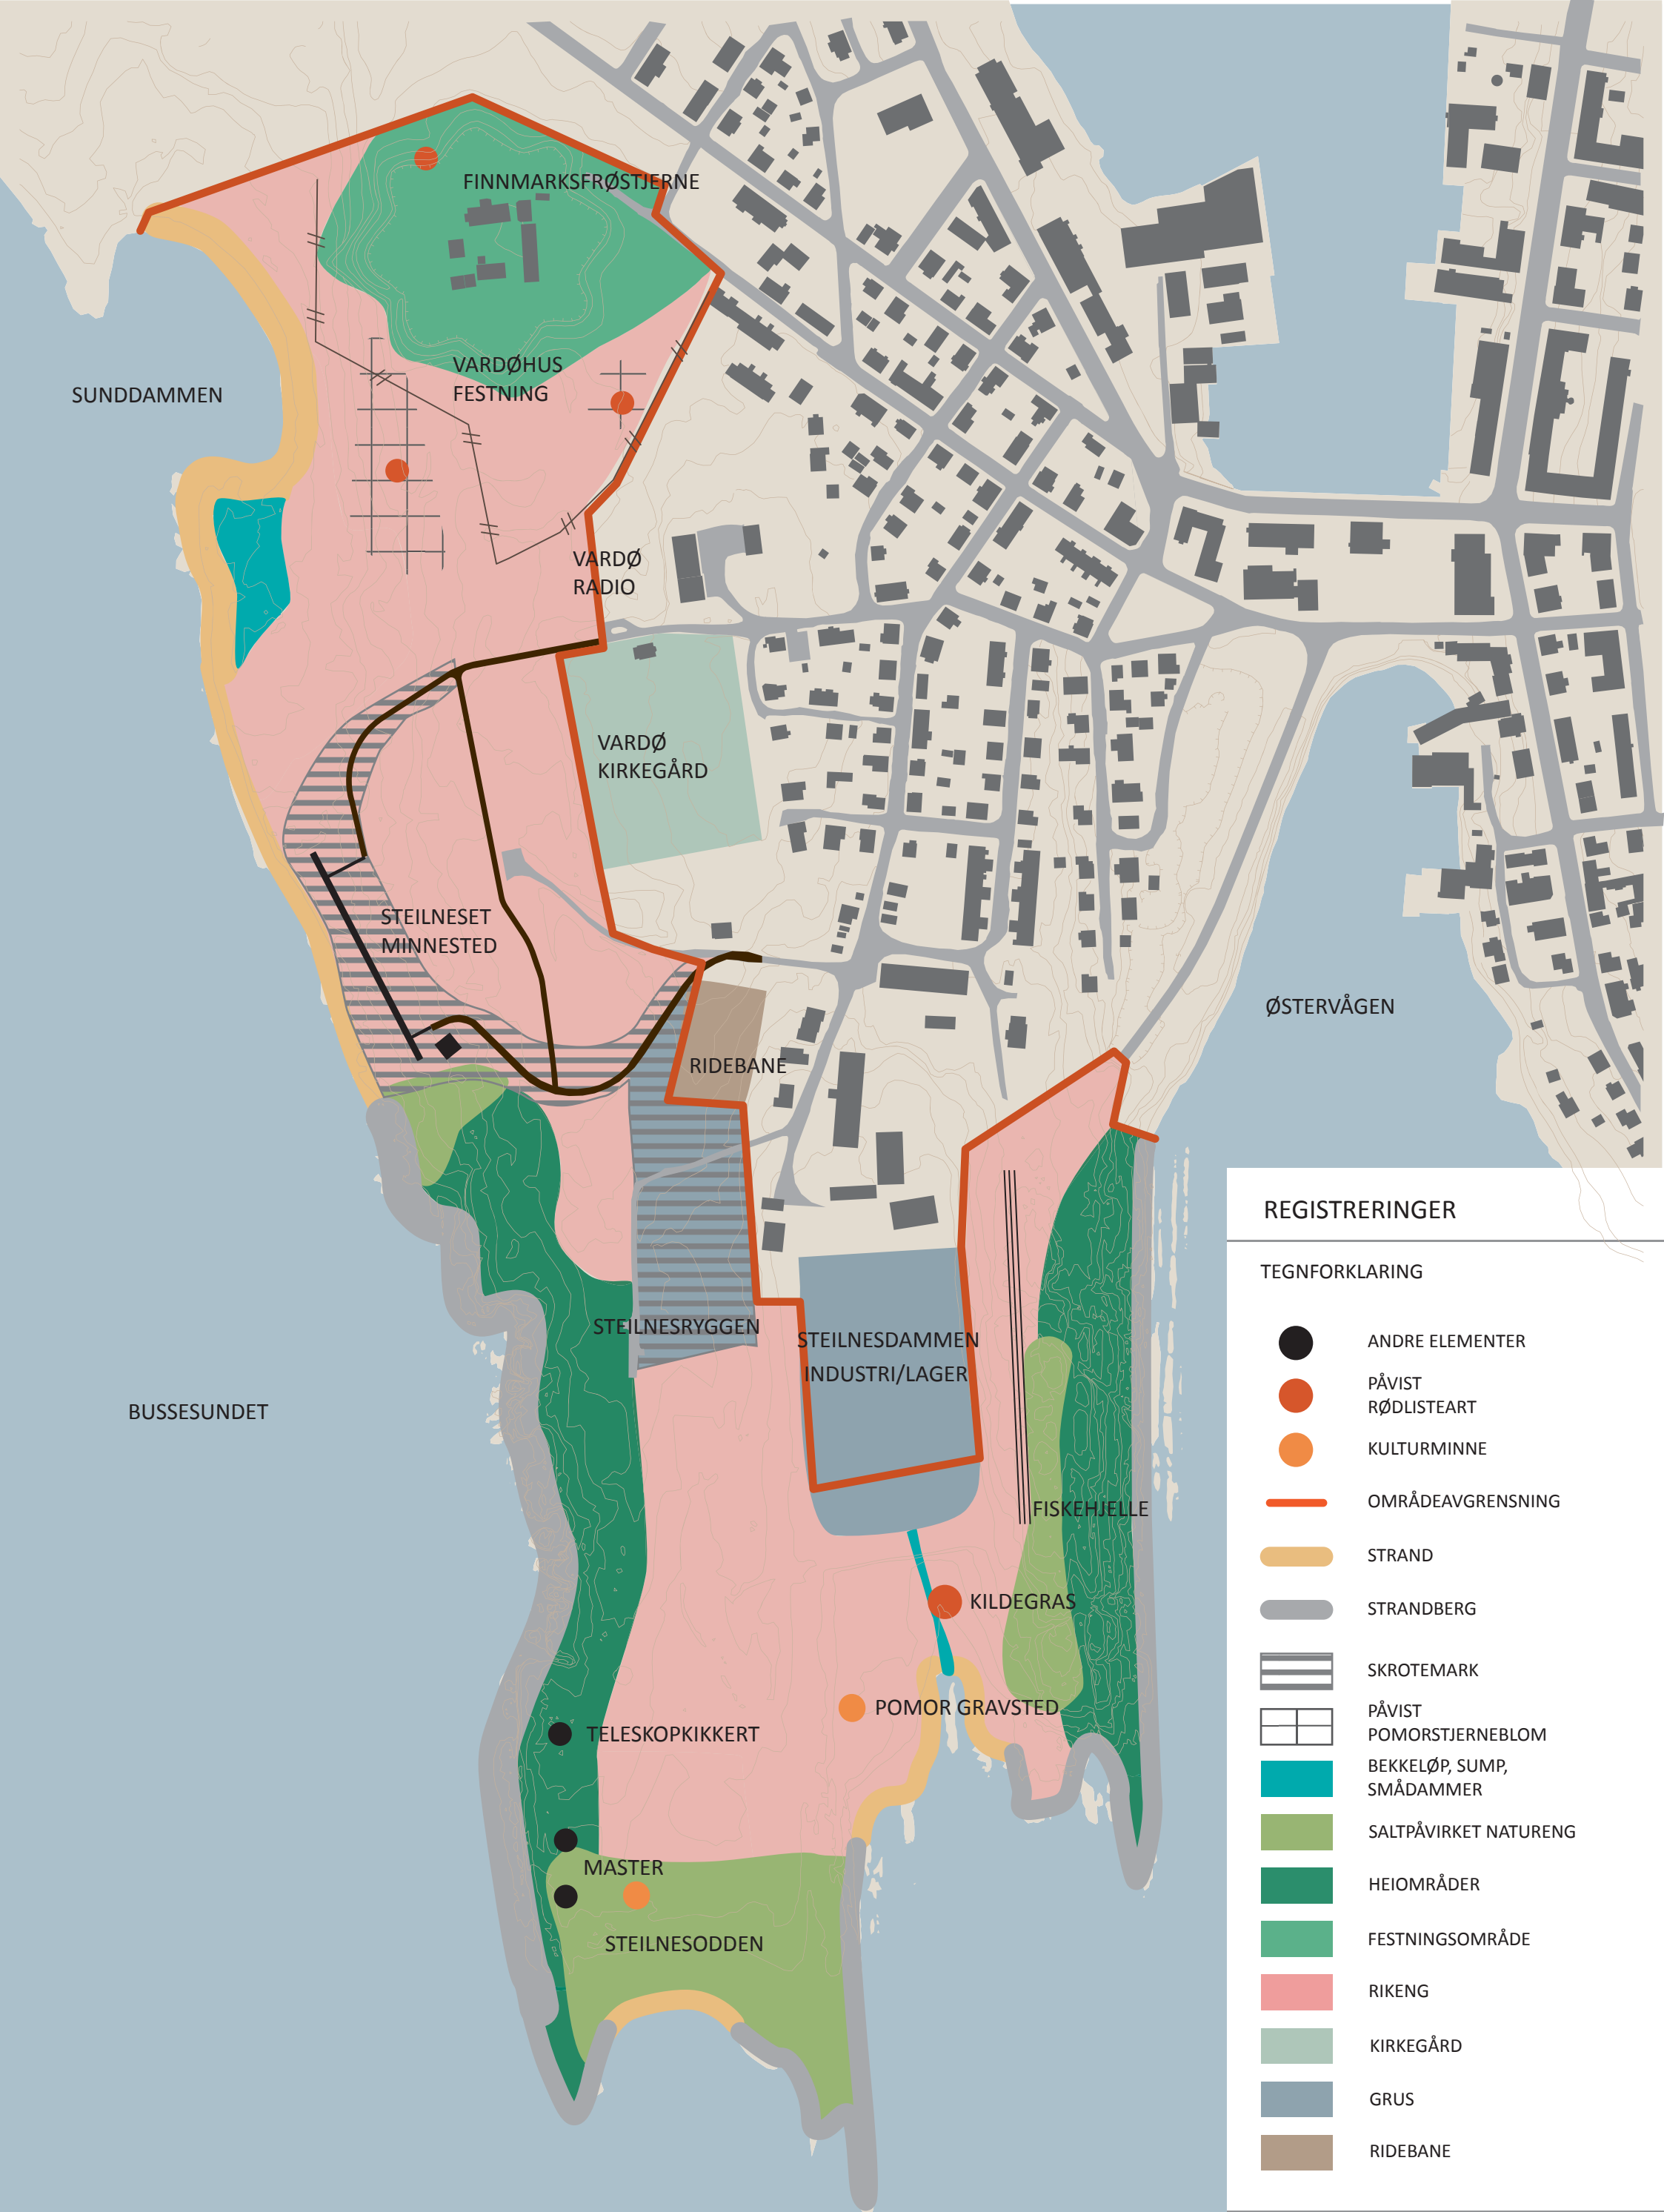 FINNMARKSFRØSTJERNE
VARDØHUS
FESTNING
SUNDDAMMEN
VARDØ
RADIO
VARDØ
KIRKEGÅRD
STEILNESET
MINNESTED
ØSTERVÅGEN
RIDEBANE
STEILNESRYGGEN
STEILNESDAMMEN
INDUSTRI/LAGER
BUSSESUNDET
FISKEHJELLE
KILDEGRAS
POMOR GRAVSTED
TELESKOPKIKKERT
MASTER
STEILNESODDEN
REGISTRERINGER
TEGNFORKLARING
ANDRE ELEMENTER
PÅVIST
RØDLISTEART
KULTURMINNE
OMRÅDEAVGRENSNING
STRAND
STRANDBERG
SKROTEMARK
PÅVIST
POMORSTJERNEBLOM
BEKKELØP, SUMP,
SMÅDAMMER
SALTPÅVIRKET NATURENG
HEIOMRÅDER
FESTNINGSOMRÅDE
RIKENG
KIRKEGÅRD
GRUS
RIDEBANE